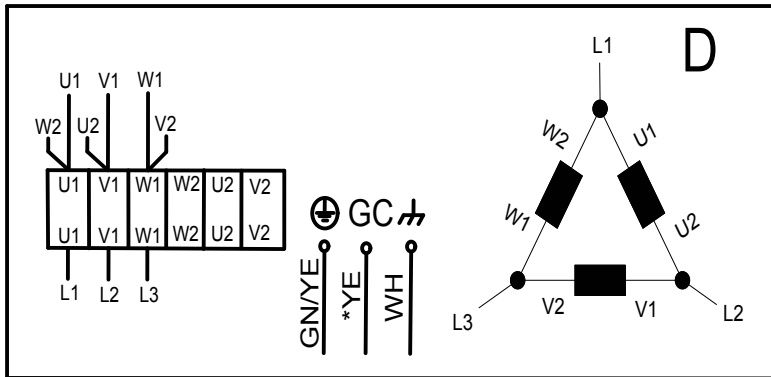 D
L1
U1 V1 W1
W2 U2 V2
U1 V1 W1 W2 U2 V2
U1 V1 W1 W2 U2 V2
L1 L2 L3
GC
GN/YE *YE WH
W2 U1
W1 U2
V2 V1
L3 L2